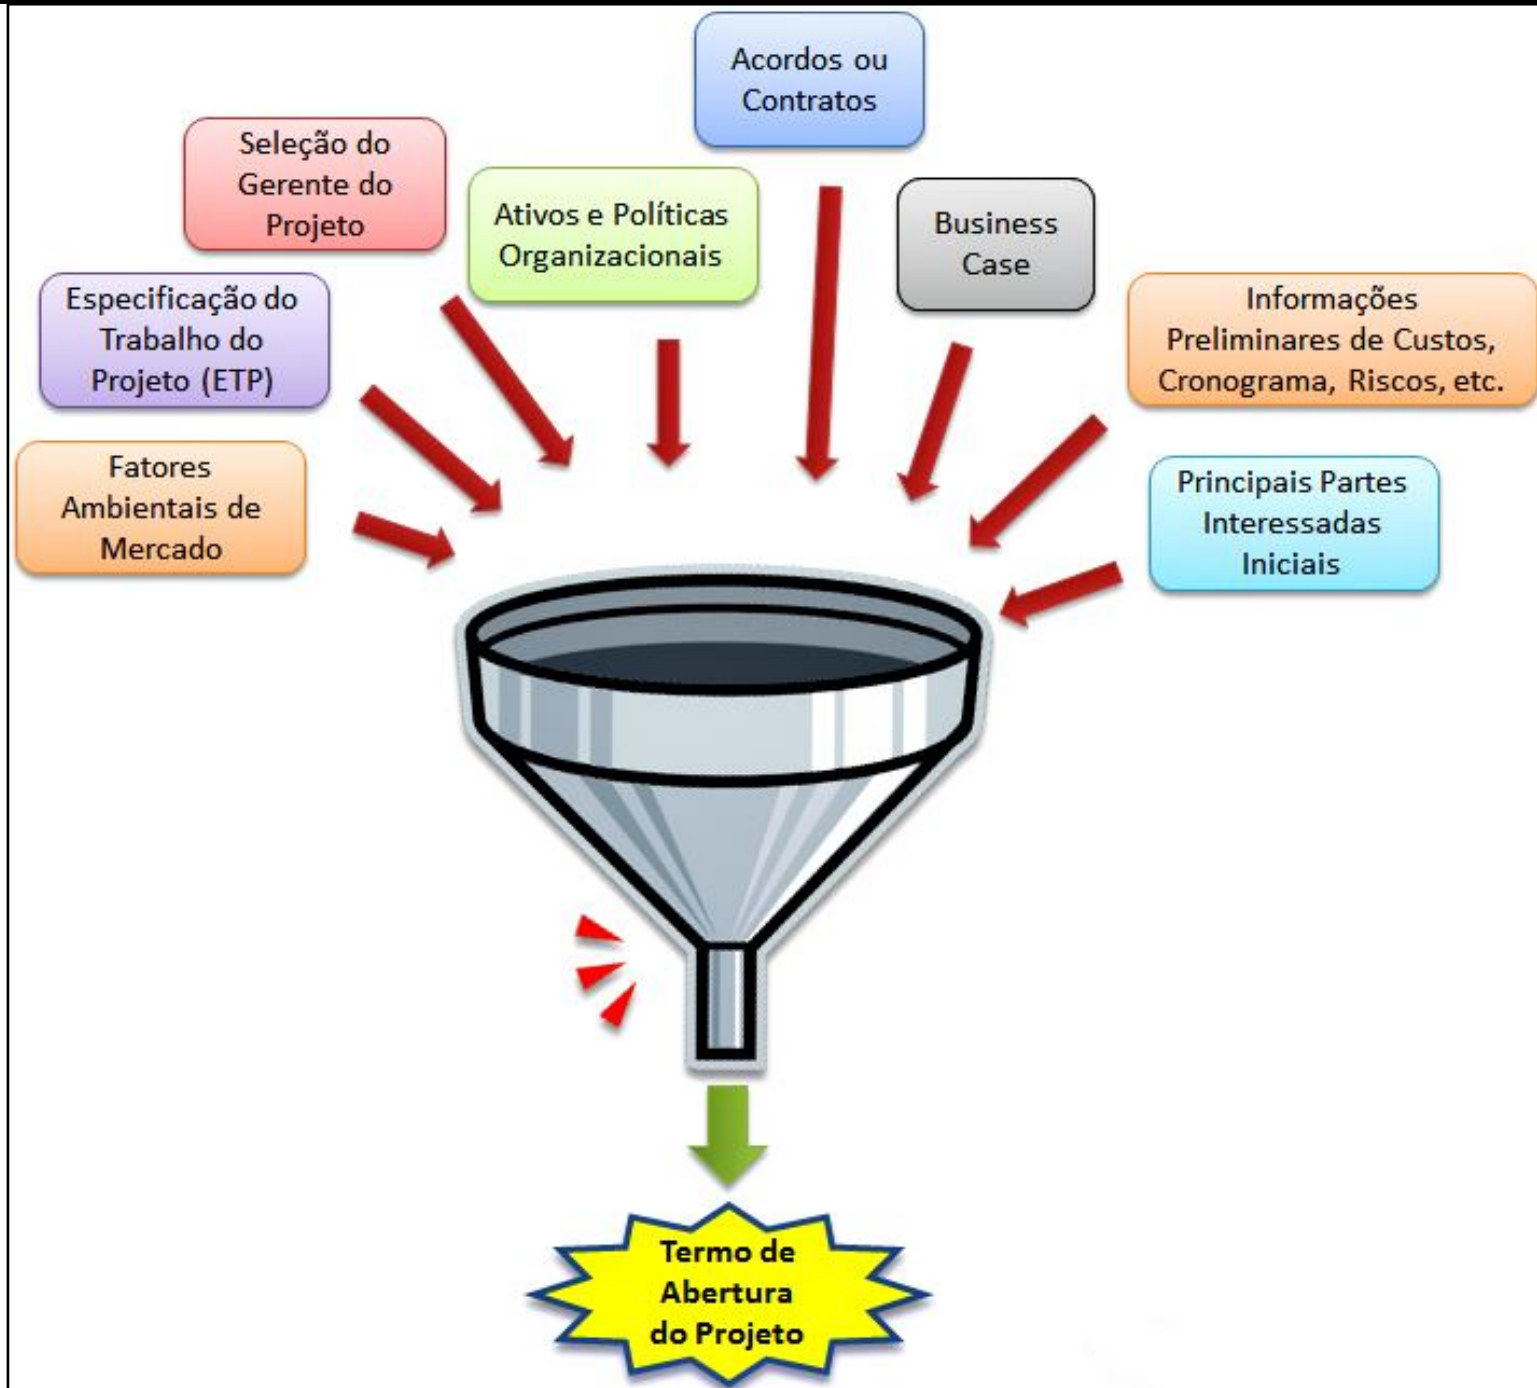 Acordos ou
Contratos
Seleção do
Gerente do
Projeto
Ativos e Políticas
Organizacionais
Business
Case
Especificação do
Trabalho do
Projeto (ETP)
Informações
Preliminares de Custos,
Cronograma, Riscos, etc.
Fatores
Ambientais de
Mercado
Principais Partes
Interessadas
Iniciais
Termo de
Abertura
do Projeto